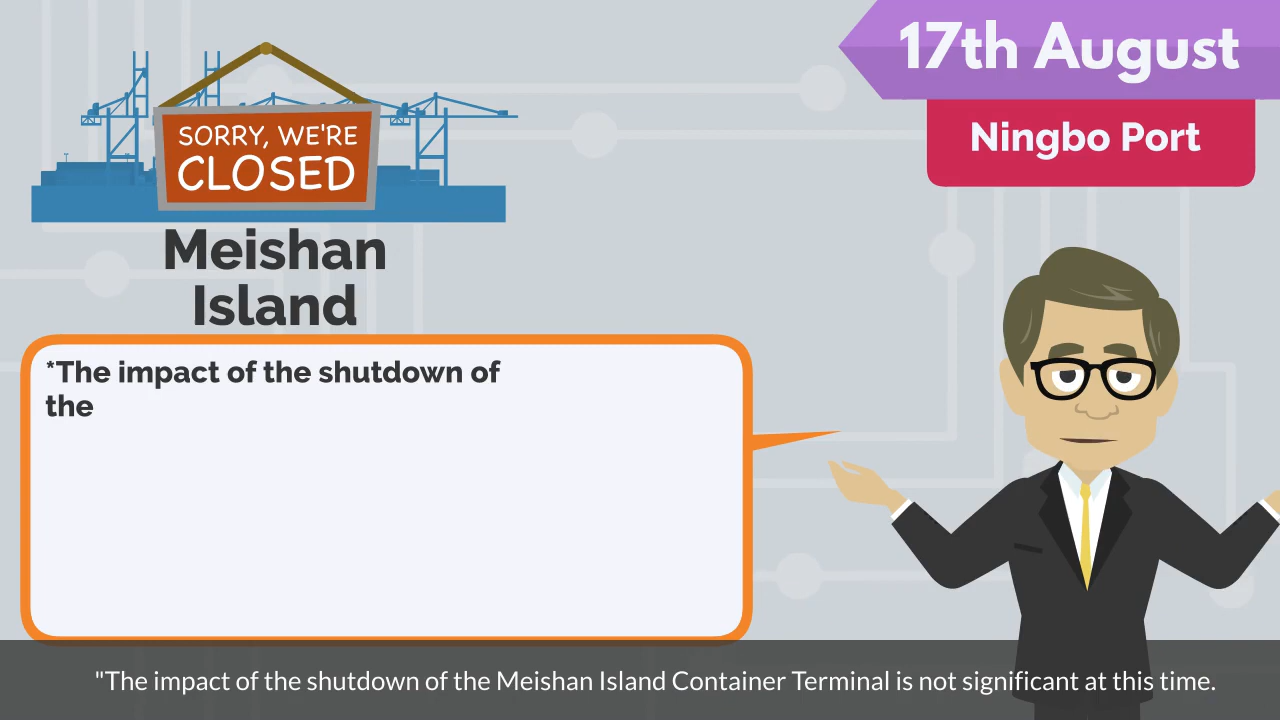 17th August
Ningbo Port
SORRY, WE'RE
CLOSED
Meishan
Island
*The impact of the shutdown of
the
"The impact of the shutdown of the Meishan Island Container Terminal is not significant at this time.